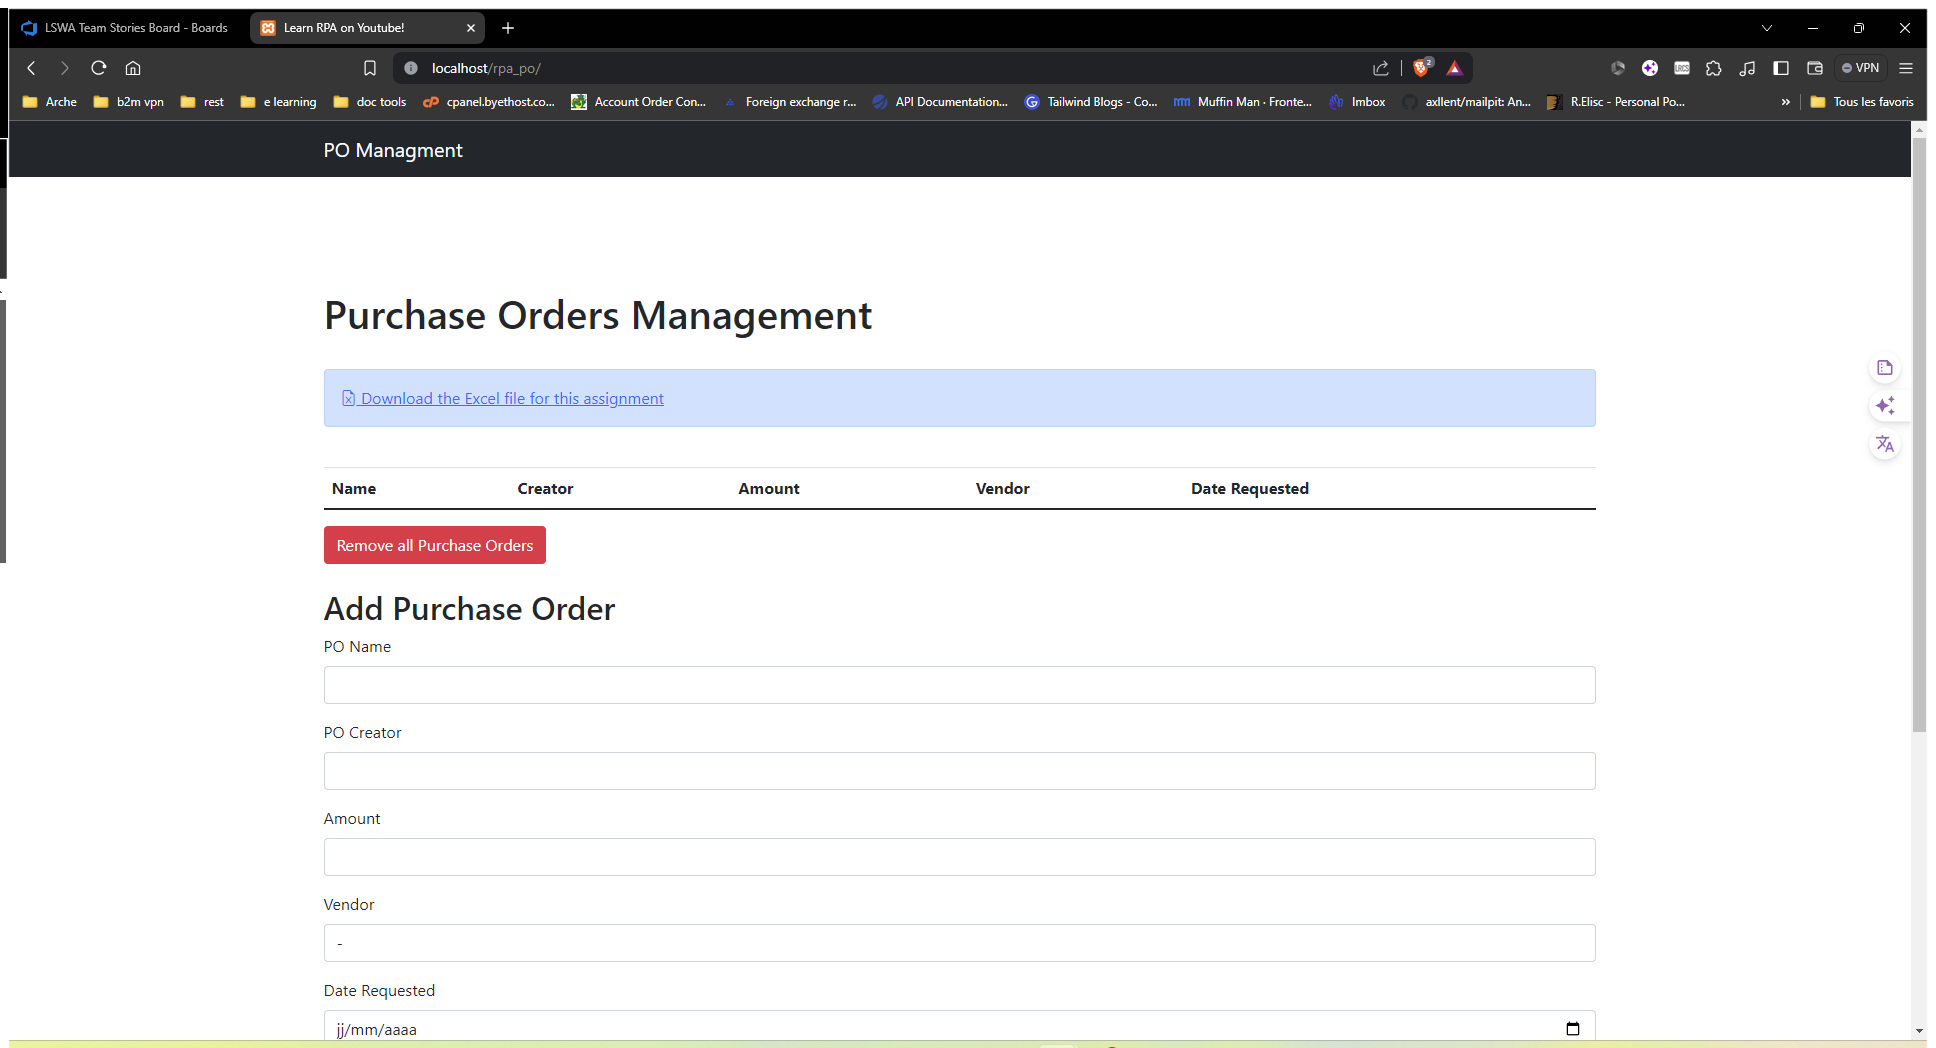 LSWA Team Stories Board - Boards
Learn RPA on Youtube!
localhost/rpa_po/
2
LRCS
VPN
Arche
b2m vpn
rest
e learning
doc tools
cP cpanel.byethost.co...
Account Order Con...
Foreign exchange r...
API Documentation...
Tailwind Blogs - Co...
Muffin Man · Fronte...
Imbox
axllent/mailpit: An...
R.Elisc - Personal Po...
»
Tous les favoris
PO Managment
Purchase Orders Management
Download the Excel file for this assignment
Name Creator Amount Vendor Date Requested
Remove all Purchase Orders
Add Purchase Order
PO Name
PO Creator
Amount
Vendor
-
Date Requested
jj/mm/aaaa